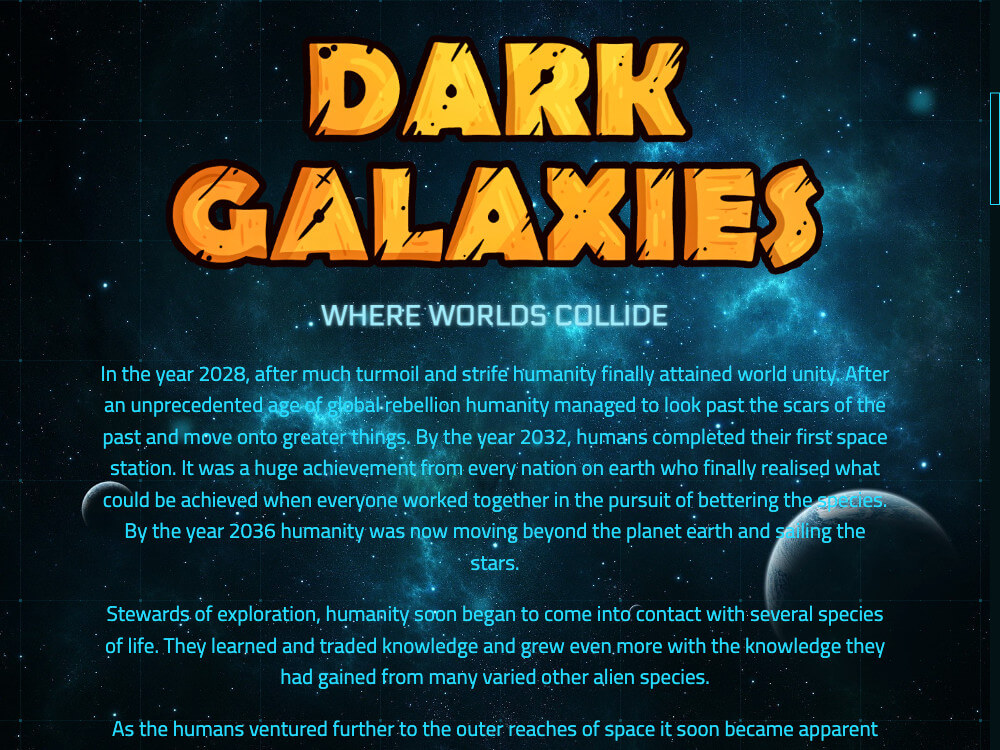 DARK
GALAXIES
WHERE WORLDS COLLIDE
In the year 2028, after much turmoil and strife humanity finally attained world unity. After
an unprecedented age of global rebellion humanity managed to look past the scars of the
past and move onto greater things. By the year 2032, humans completed their first space
station. It was a huge achievement from every nation on earth who finally realised what
could be achieved when everyone worked together in the pursuit of bettering the species.
By the year 2036 humanity was now moving beyond the planet earth and sailing the
stars.
Stewards of exploration, humanity soon began to come into contact with several species
of life. They learned and traded knowledge and grew even more with the knowledge they
had gained from many varied other alien species.
As the humans ventured further to the outer reaches of space it soon became apparent